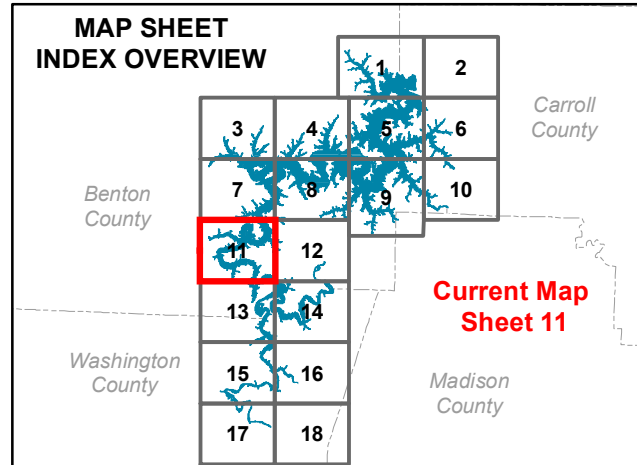 MAP SHEET
INDEX OVERVIEW
1
2
Carroll
County
3
4
5
6
Benton
County
7
8
9
10
11
12
Current Map
Sheet 11
13
14
Washington
County
15
16
Madison
County
17
18